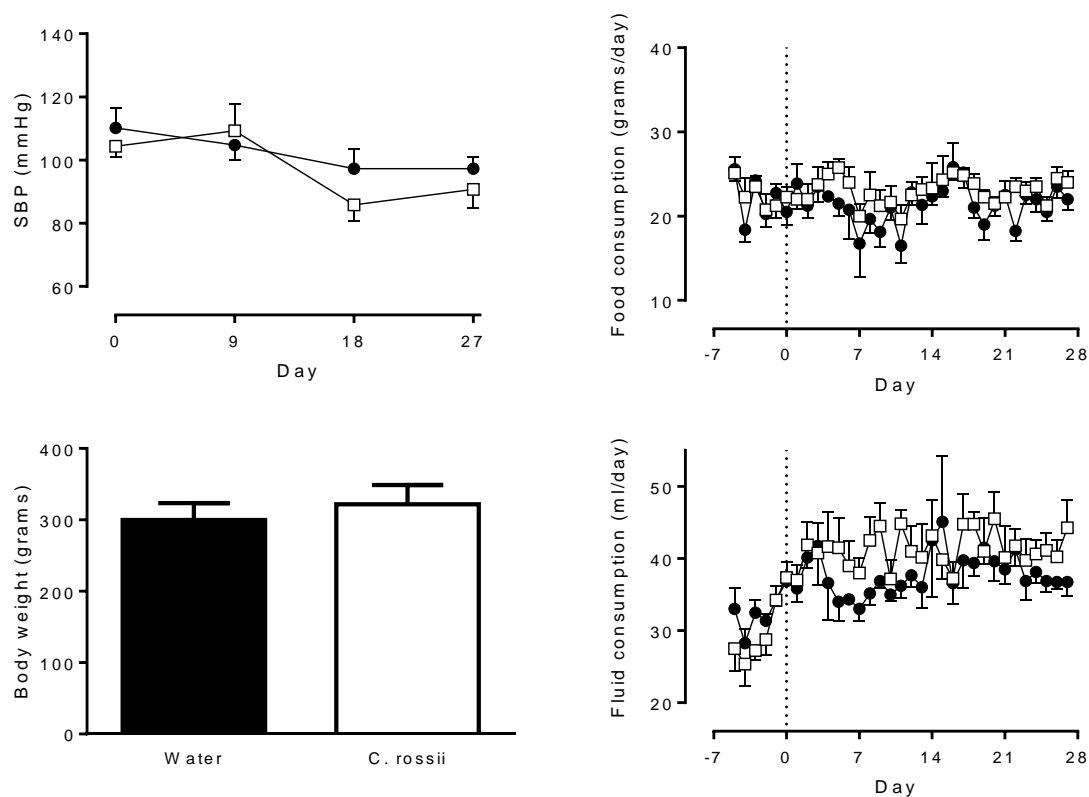 SBP (mmHg)
140
120
100
80
60
0 9 18 27
Day
Food consumption (grams/day)
40
30
20
10
-7 0 7 14 21 28
Day
Body weight (grams)
400
300
200
100
0
Water C. rossii
Fluid consumption (ml/day)
50
40
30
20
-7 0 7 14 21 28
Day